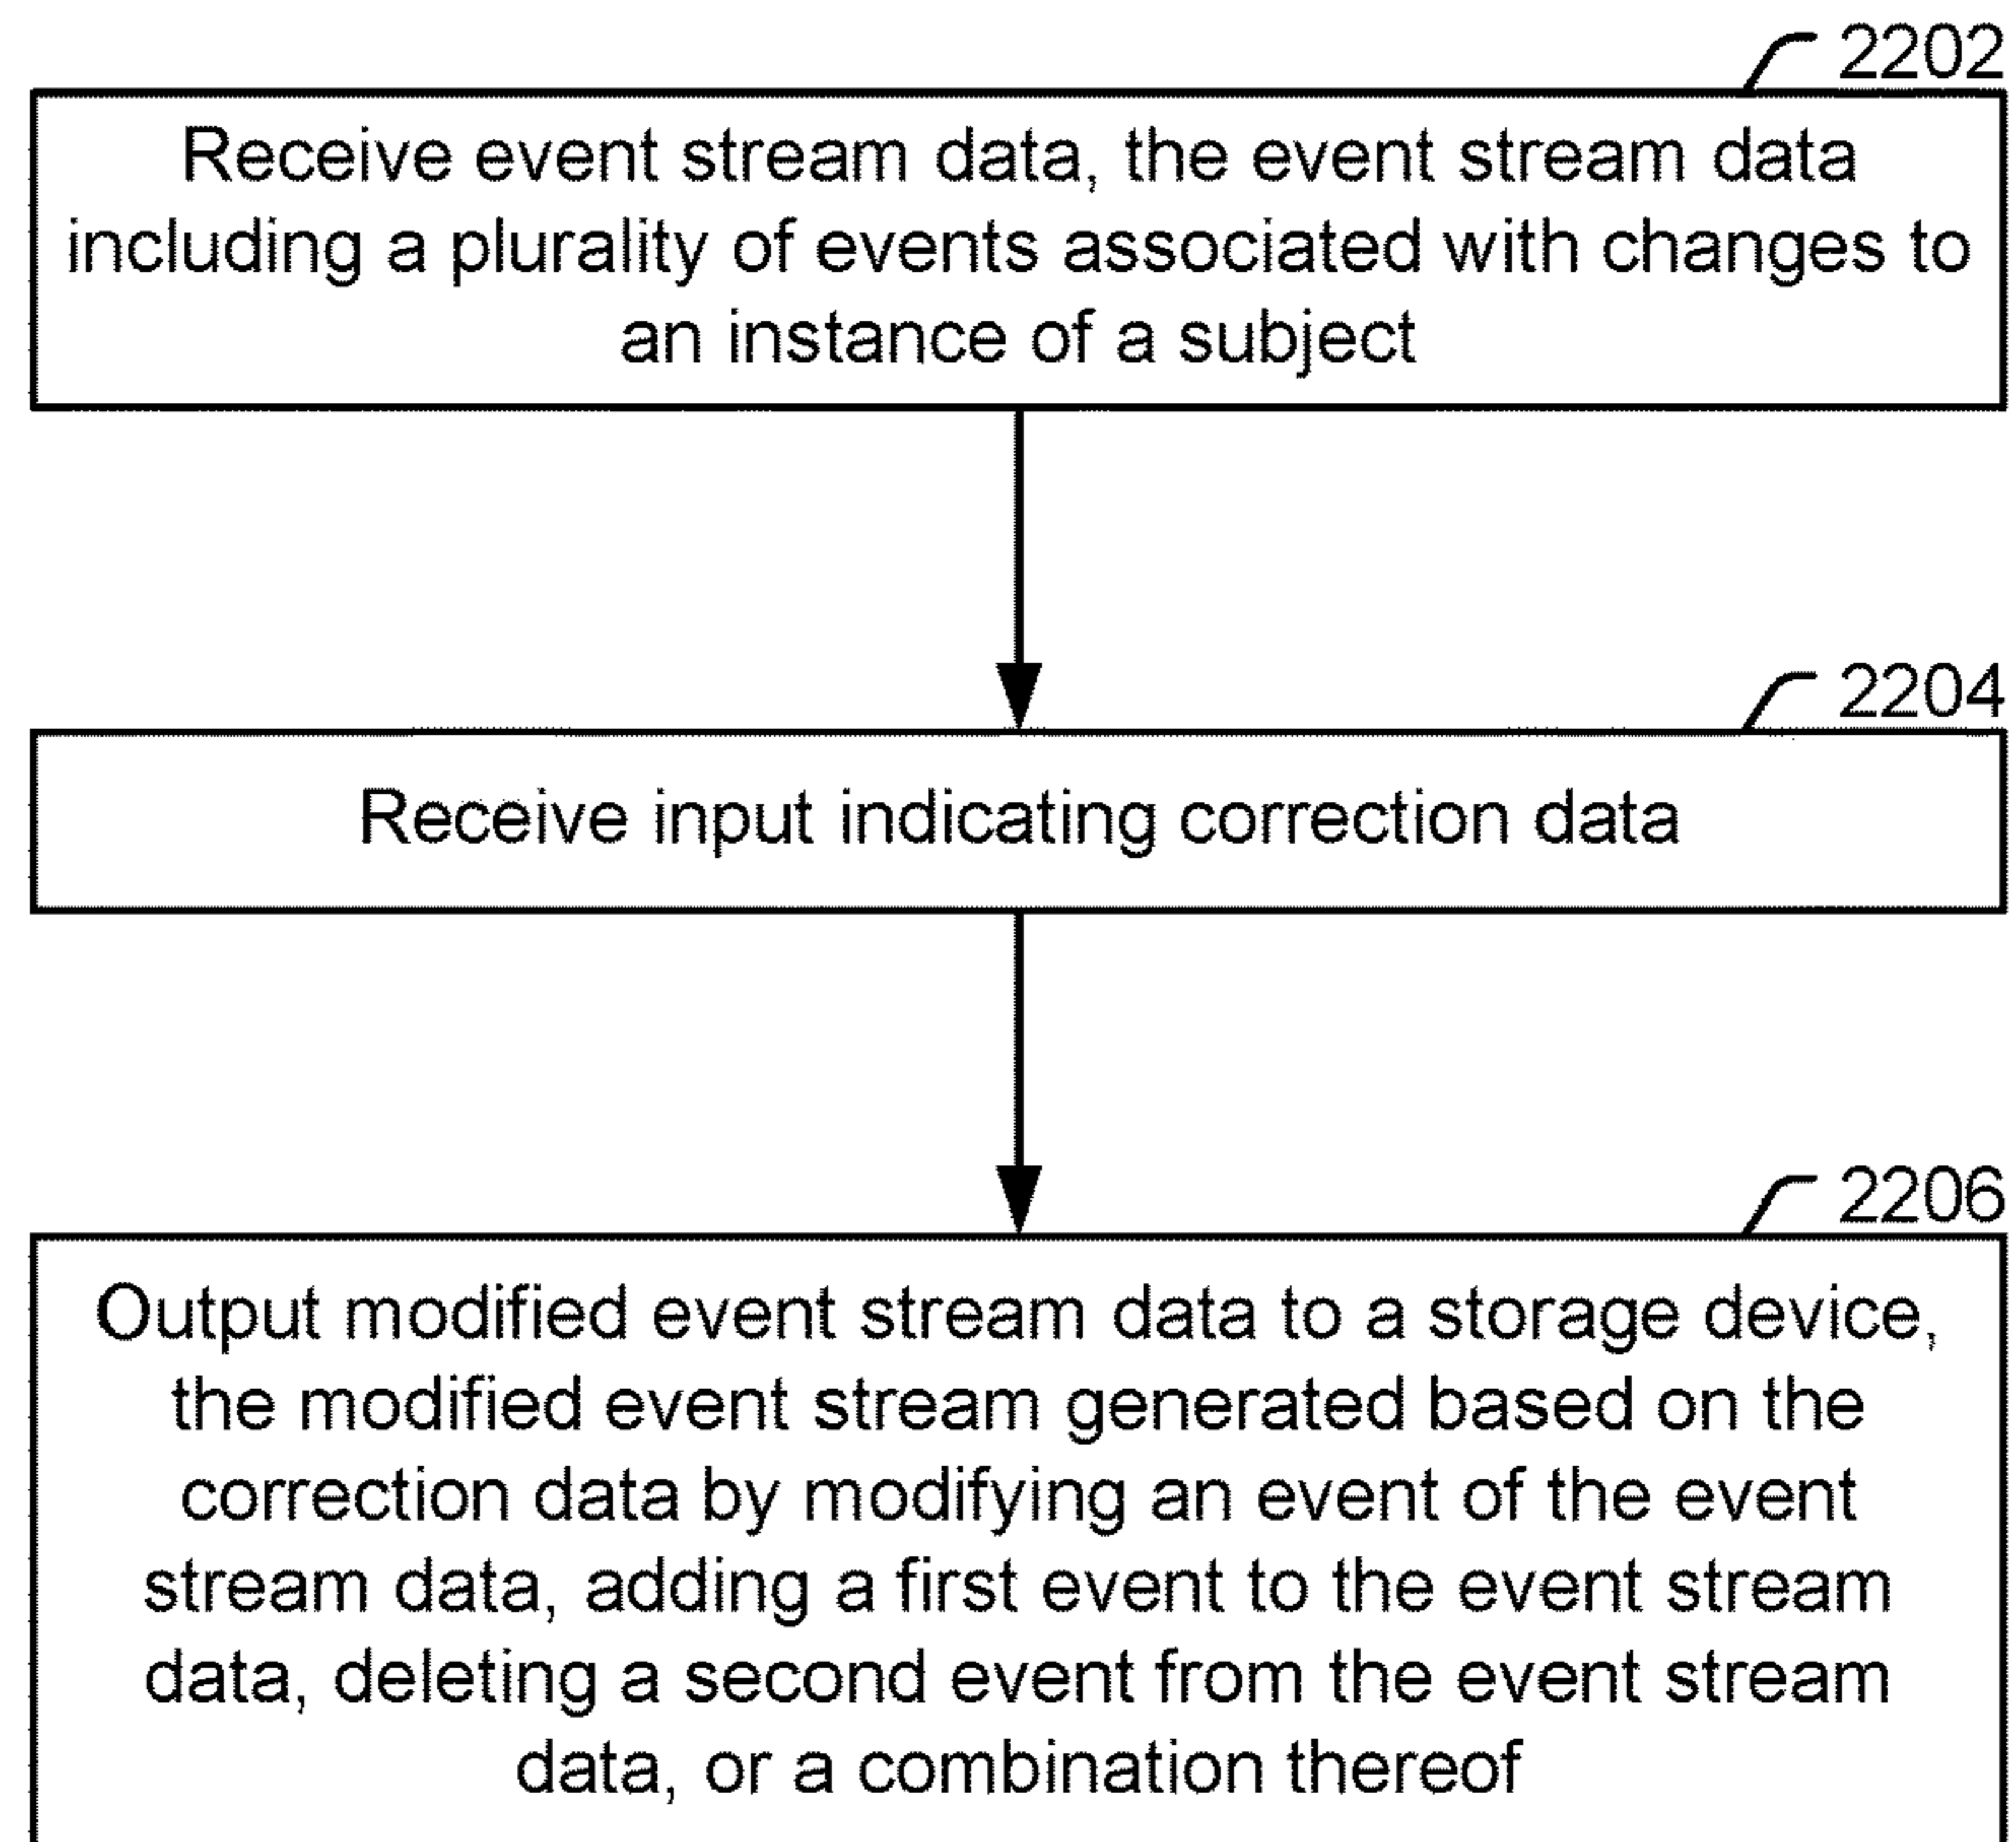 2202
Receive event stream data, the event stream data
including a plurality of events associated with changes to
an instance of a subject
2204
Receive input indicating correction data
2206
Output modified event stream data to a storage device,
the modified event stream generated based on the
correction data by modifying an event of the event
stream data, adding a first event to the event stream
data, deleting a second event from the event stream
data, or a combination thereof